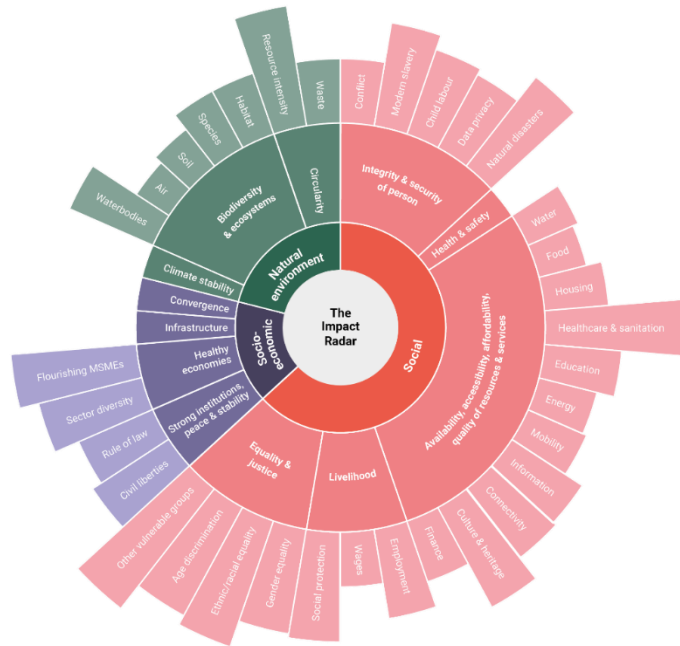 The
Impact
Radar
Social
Integrity & security
of person
Conflict
Modern slavery
Child labour
Data privacy
Natural disasters
Health & safety
Availability, accessibility, affordability,
quality of resources & services
Water
Food
Housing
Healthcare & sanitation
Education
Energy
Mobility
Information
Connectivity
Culture & heritage
Finance
Livelihood
Employment
Wages
Social protection
Equality &
justice
Gender equality
Ethnic/racial equality
Age discrimination
Other vulnerable groups
Socio-
economic
Strong institutions,
peace & stability
Civil liberties
Rule of law
Healthy
economies
Sector diversity
Flourishing MSMEs
Infrastructure
Convergence
Natural
environment
Climate stability
Biodiversity
& ecosystems
Waterbodies
Air
Soil
Species
Habitat
Circularity
Resource intensity
Waste